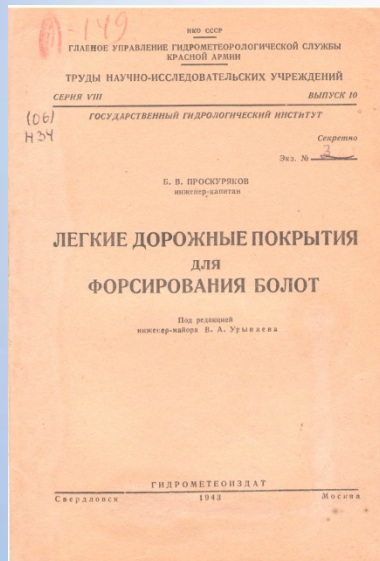 -149
НКО СССР
ГЛАВНОЕ УПРАВЛЕНИЕ ГИДРОМЕТЕОРОЛОГИЧЕСКОЙ СЛУЖБЫ
КРАСНОЙ АРМИИ
ТРУДЫ НАУЧНО-ИССЛЕДОВАТЕЛЬСКИХ УЧРЕЖДЕНИЙ
СЕРИЯ VIII ВЫПУСК 10
ГОСУДАРСТВЕННЫЙ ГИДРОЛОГИЧЕСКИЙ ИНСТИТУТ
(06)
Н34
Секретно
Экз. № 3
Б. В. ПРОСКУРЯКОВ
инженер-капитан
ЛЕГКИЕ ДОРОЖНЫЕ ПОКРЫТИЯ
ДЛЯ
ФОРСИРОВАНИЯ БОЛОТ
Под редакцией
инженер-майора В. А. Урываева
ГИДРОМЕТЕОИЗДАТ
Свердловск 1943 Москва